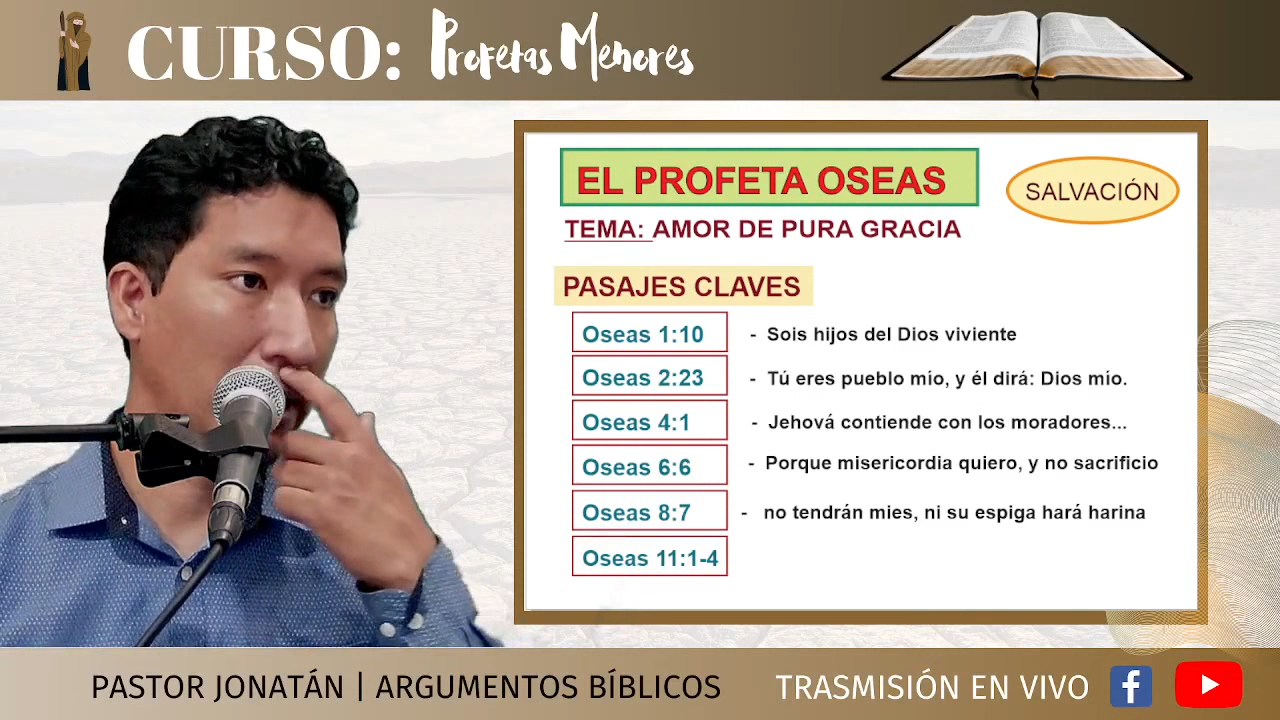 CURSO: Profetas Menores
EL PROFETA OSEAS
SALVACIÓN
TEMA: AMOR DE PURA GRACIA
PASAJES CLAVES
Oseas 1:10 - Sois hijos del Dios viviente
Oseas 2:23 - Tú eres pueblo mío, y él dirá: Dios mío.
Oseas 4:1 - Jehová contiende con los moradores...
Oseas 6:6 - Porque misericordia quiero, y no sacrificio
Oseas 8:7 - no tendrán mies, ni su espiga hará harina
Oseas 11:1-4
PASTOR JONATÁN | ARGUMENTOS BÍBLICOS TRASMISIÓN EN VIVO